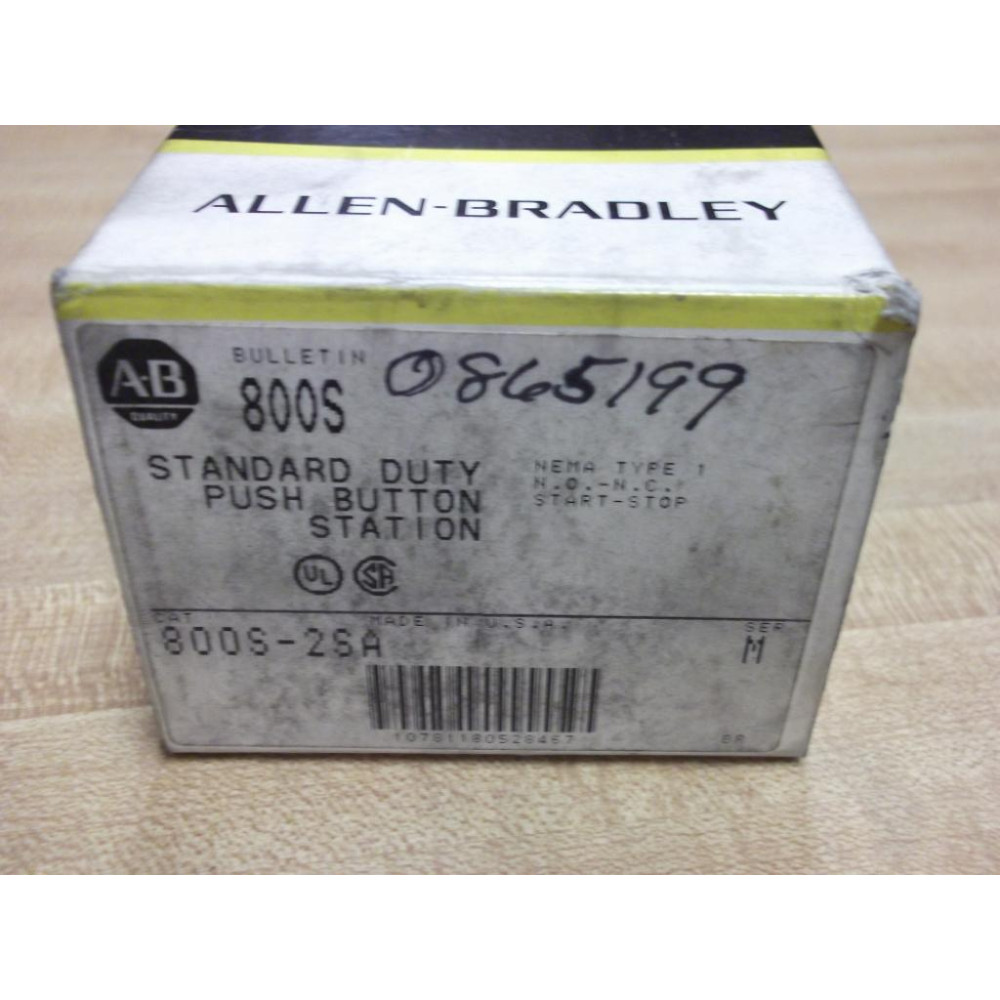 ALLEN-BRADLEY
A-B
QUALITY
BULLETIN
800S
0865199
STANDARD DUTY
PUSH BUTTON
STATION
NEMA TYPE 1
N.O.-N.C.
START-STOP
UL SA
CAT
MADE IN U.S.A.
SER
800S-2SA
M
10781180528467
BR